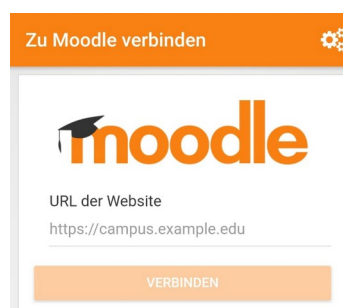 Zu Moodle verbinden
moodle
URL der Website
https://campus.example.edu
VERBINDEN